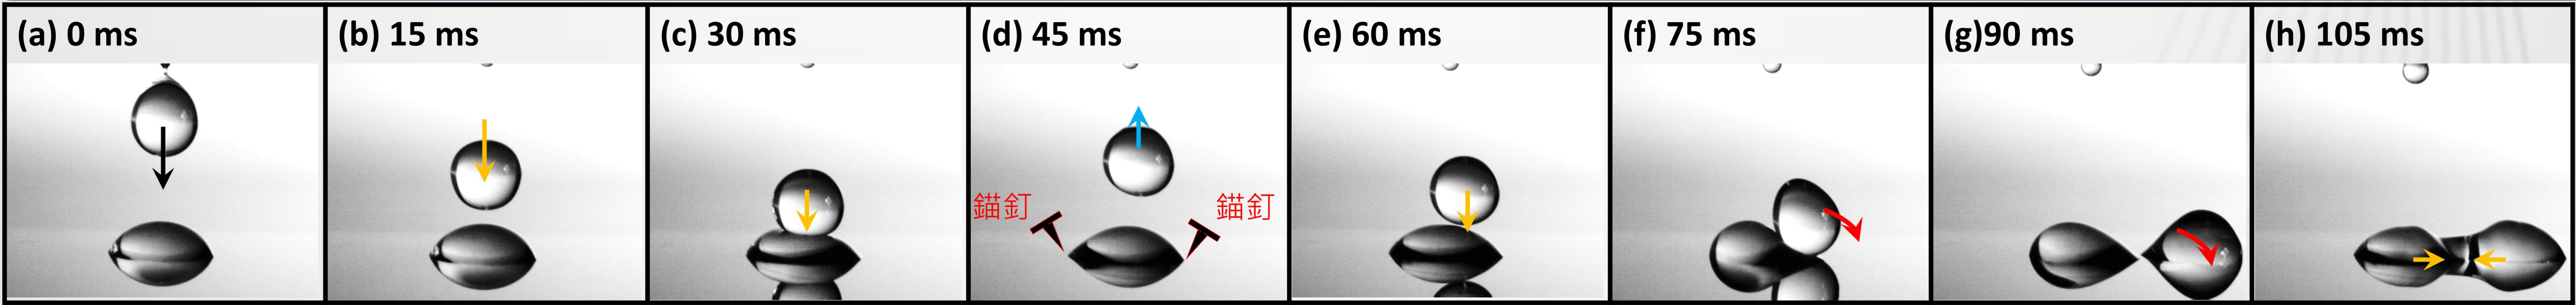 (a) 0 ms
(b) 15 ms
(c) 30 ms
(d) 45 ms
錨釘
錨釘
(e) 60 ms
(f) 75 ms
(g)90 ms
(h) 105 ms